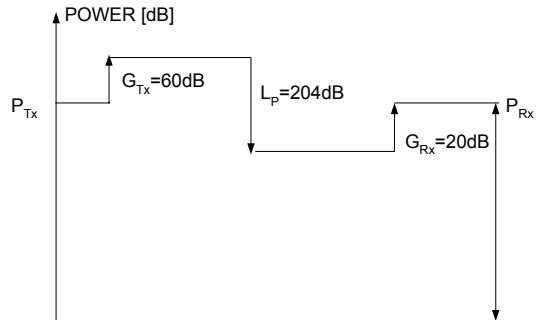 POWER [dB]
G_Tx=60dB
P_Tx
L_P=204dB
P_Rx
G_Rx=20dB